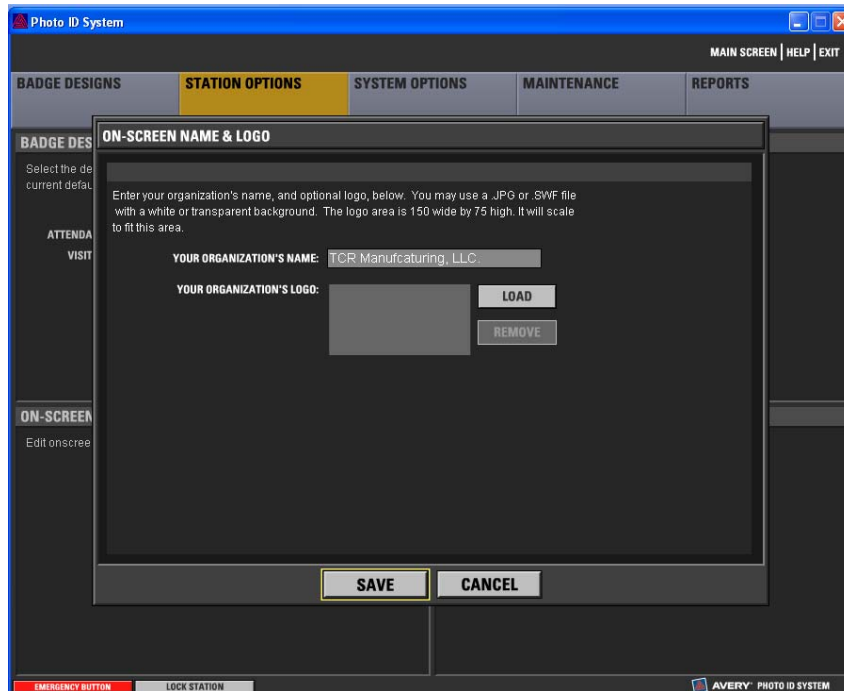 Photo ID System
MAIN SCREEN | HELP | EXIT
BADGE DESIGNS STATION OPTIONS SYSTEM OPTIONS MAINTENANCE REPORTS
BADGE DES
ON-SCREEN NAME & LOGO
Select the de
current defau
ATTENDA
VISIT
Enter your organization's name, and optional logo, below. You may use a .JPG or .SWF file
with a white or transparent background. The logo area is 150 wide by 75 high. It will scale
to fit this area.
YOUR ORGANIZATION'S NAME: TCR Manufcaturing, LLC.
YOUR ORGANIZATION'S LOGO:
LOAD
REMOVE
ON-SCREEN
Edit onscree
SAVE CANCEL
EMERGENCY BUTTON LOCK STATION AVERY PHOTO ID SYSTEM